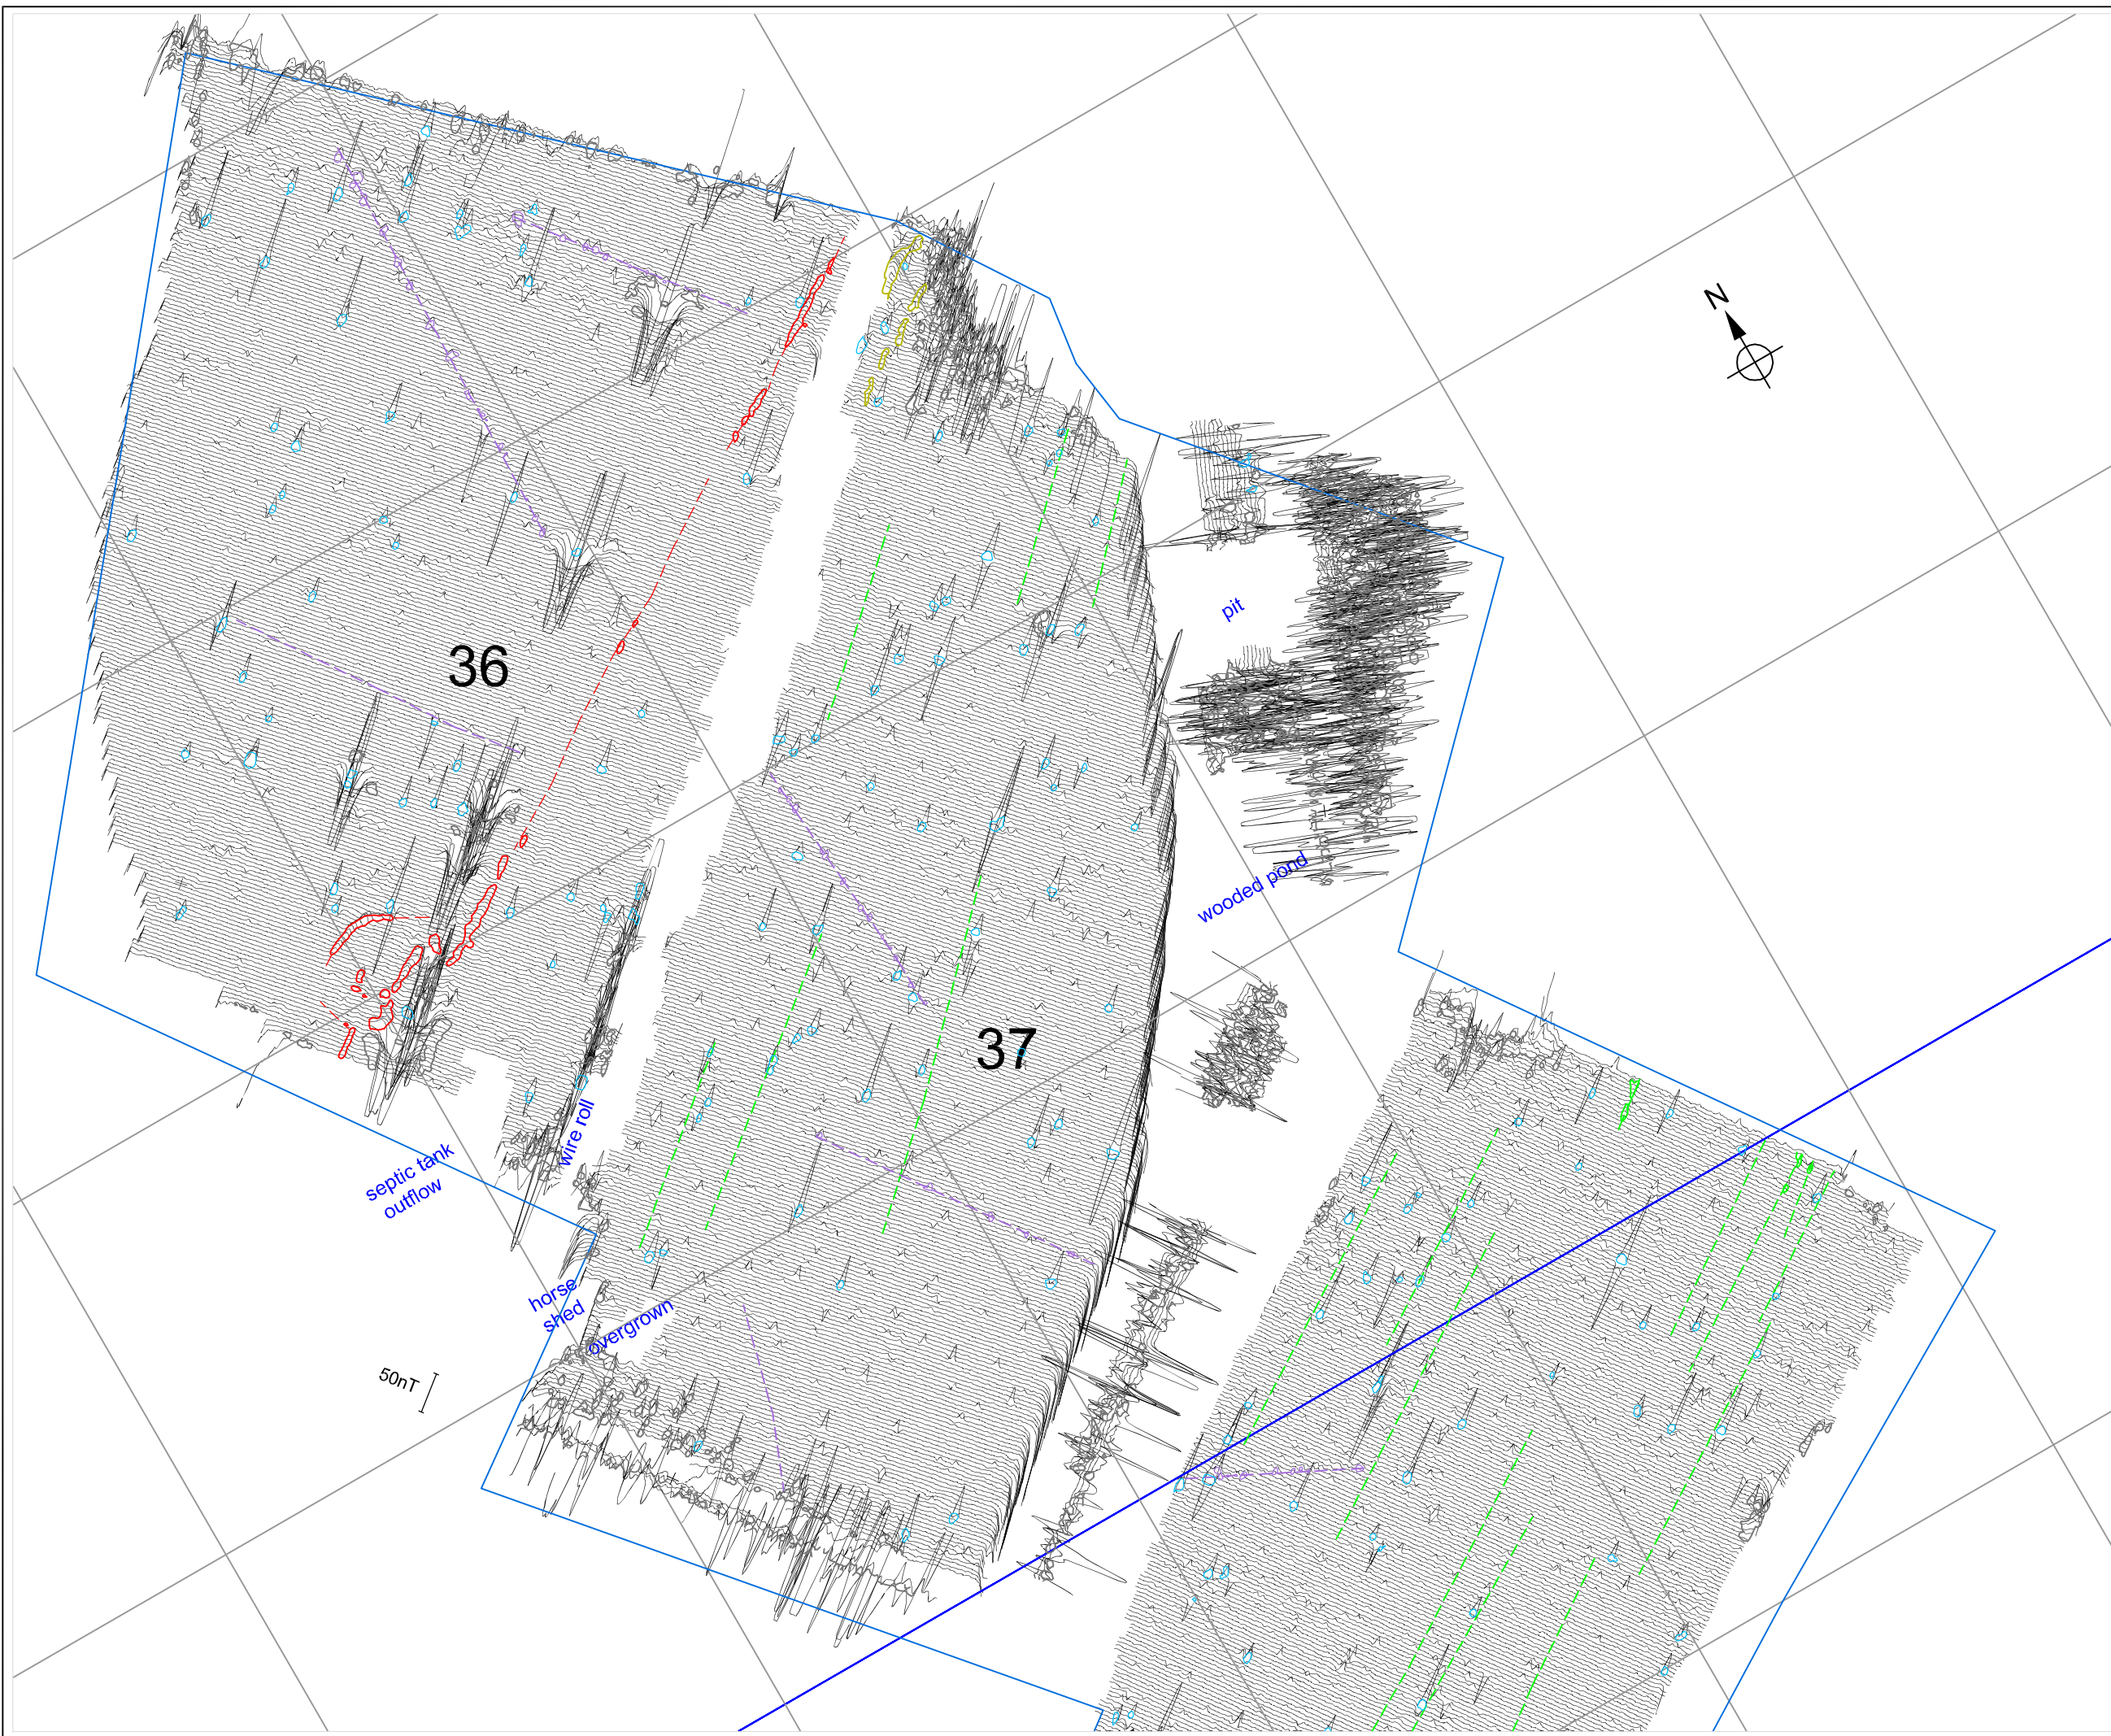 N
pit
36
wooded pond
37
wire roll
septic tank
outflow
horse
shed
overgrown
50nT